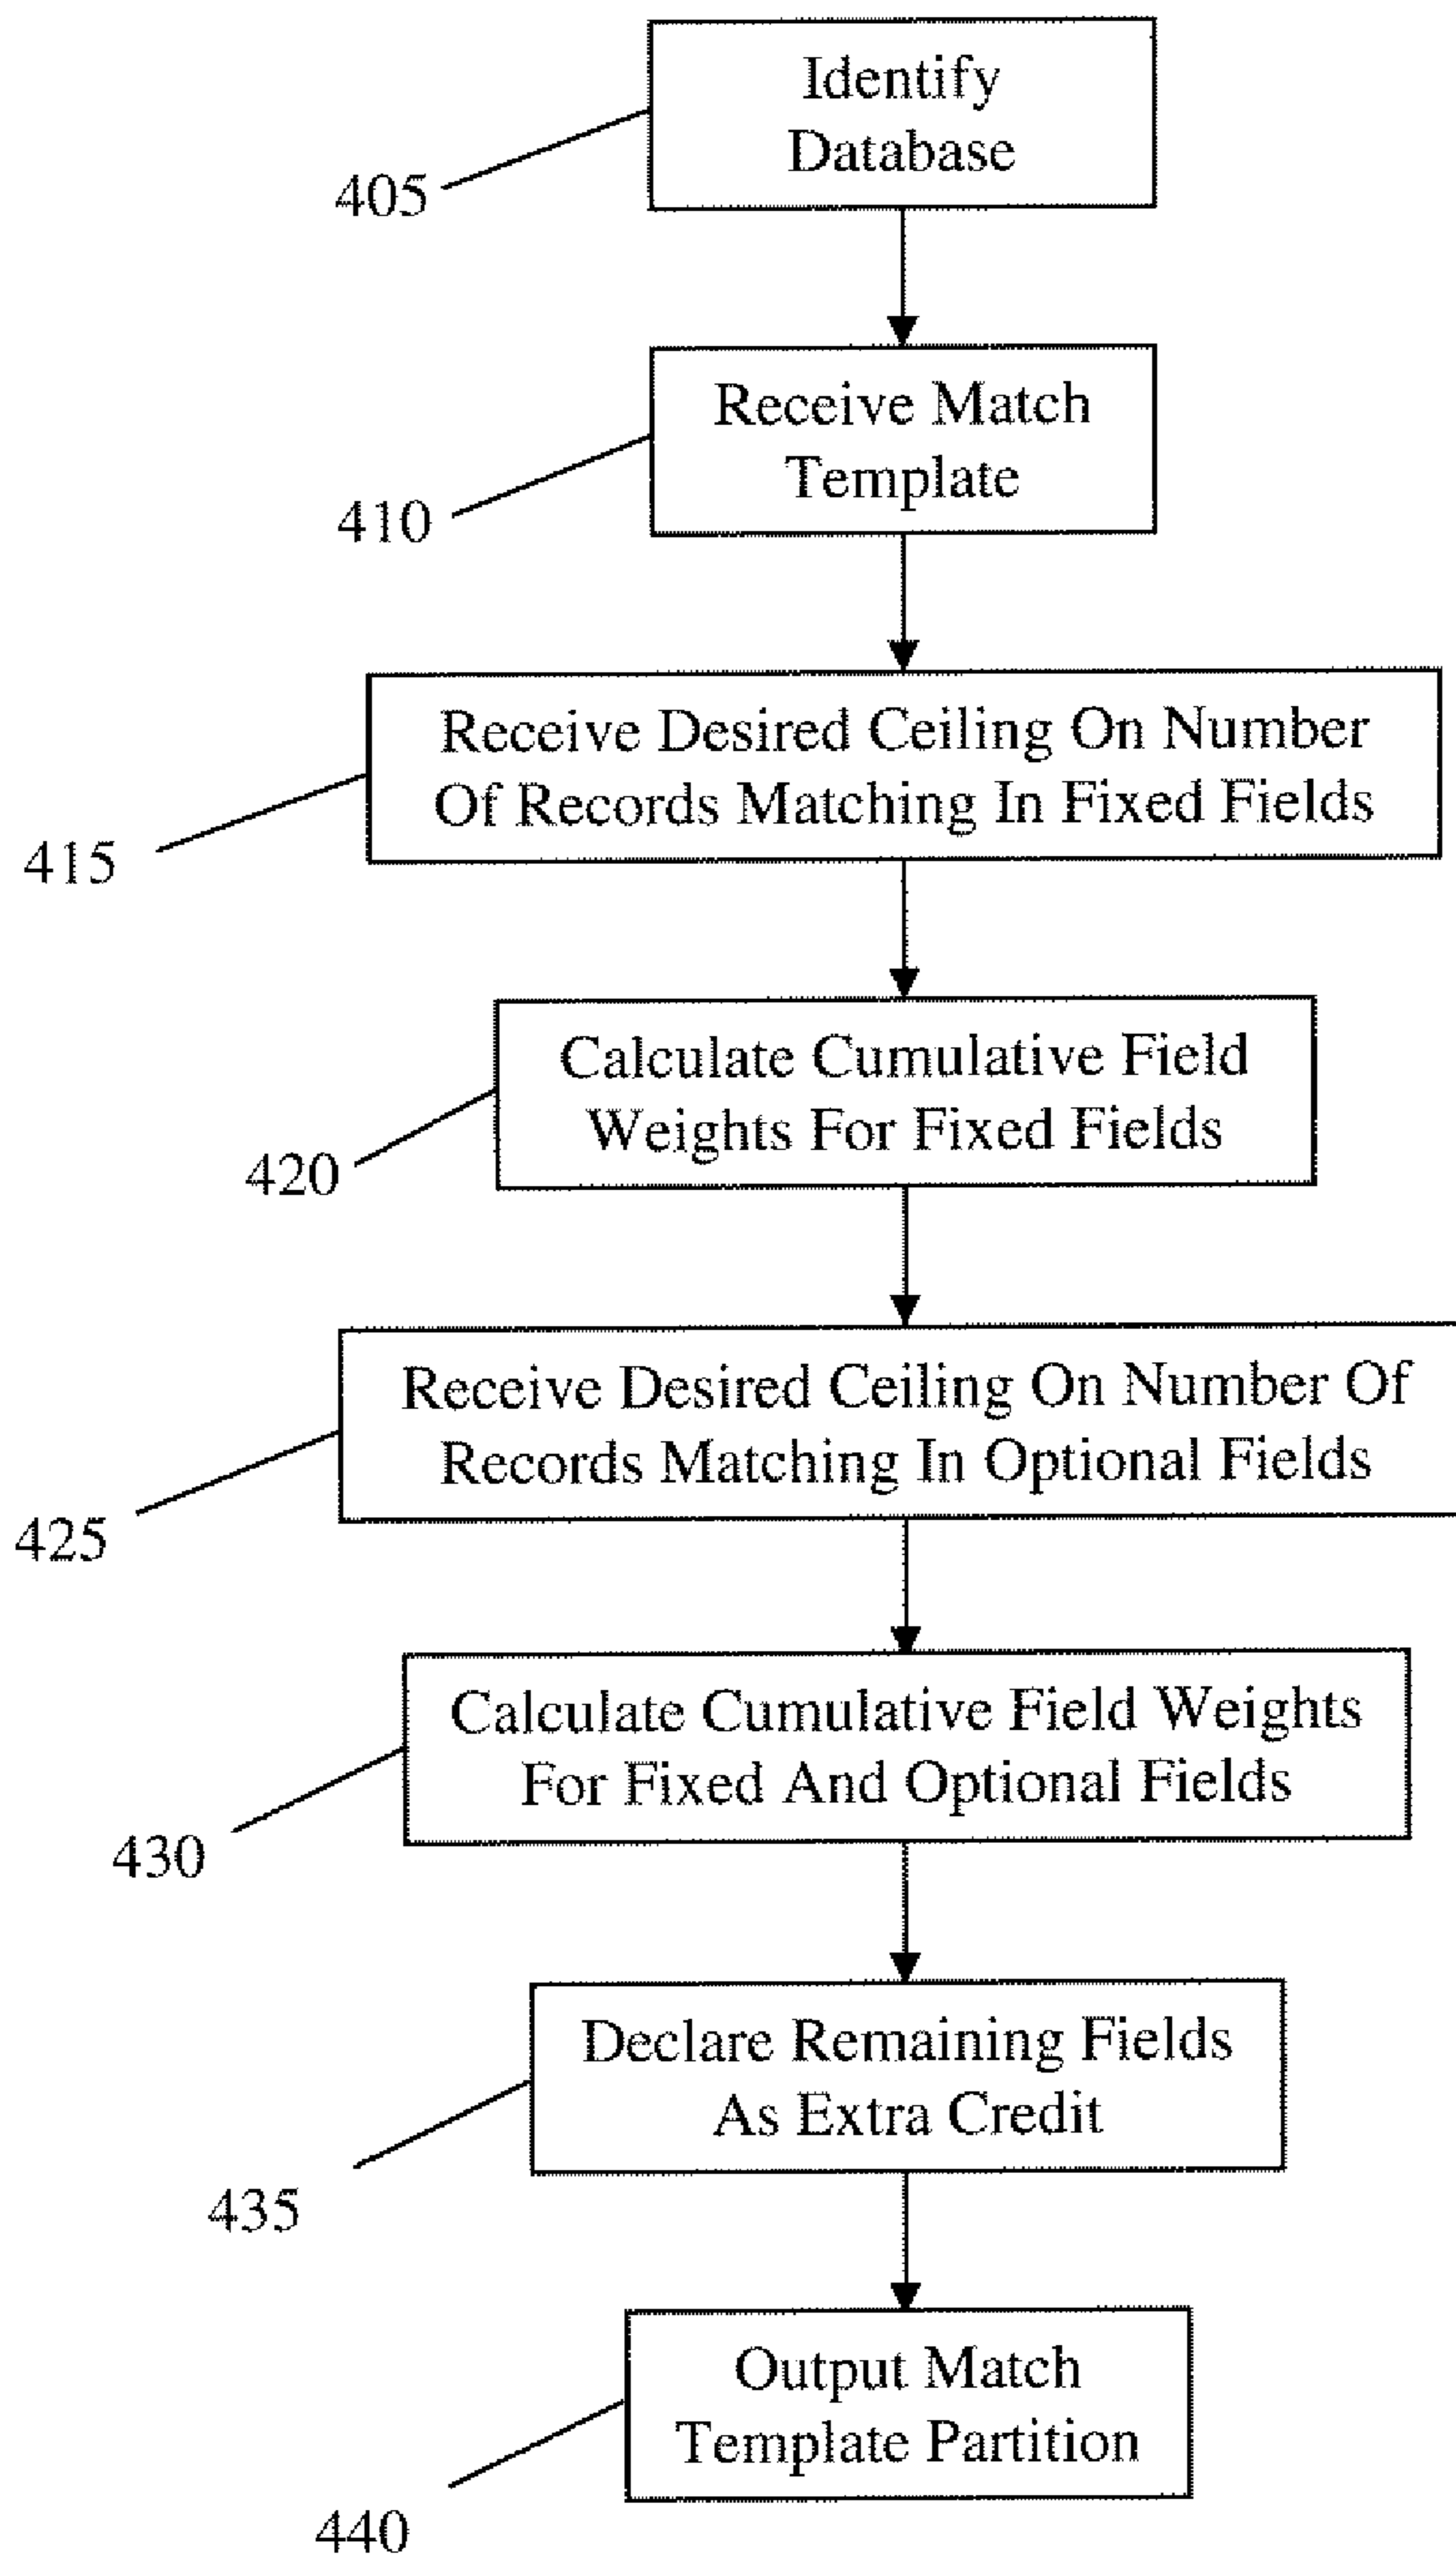 Identify
Database
405
Receive Match
Template
410
Receive Desired Ceiling On Number
Of Records Matching In Fixed Fields
415
Calculate Cumulative Field
Weights For Fixed Fields
420
Receive Desired Ceiling On Number Of
Records Matching In Optional Fields
425
Calculate Cumulative Field Weights
For Fixed And Optional Fields
430
Declare Remaining Fields
As Extra Credit
435
Output Match
Template Partition
440